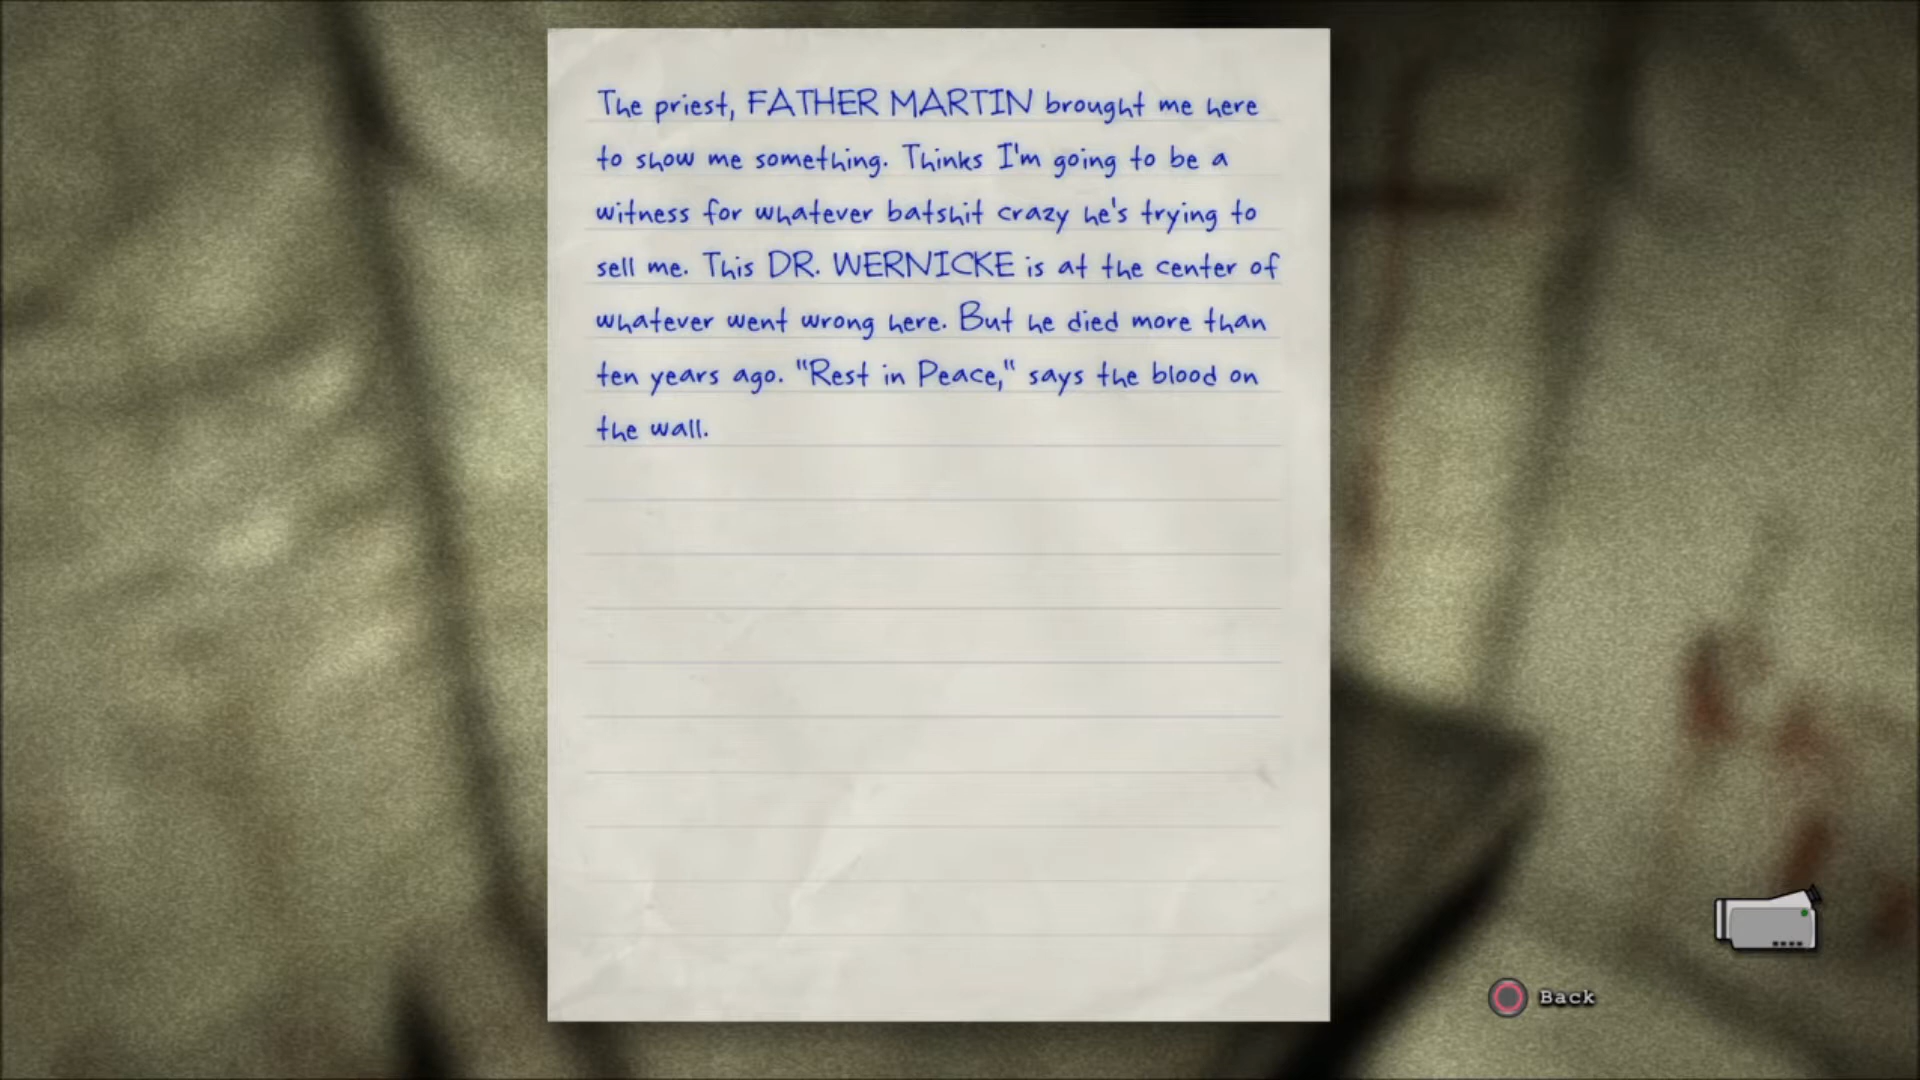 The priest, FATHER MARTIN brought me here
to show me something. Thinks I'm going to be a
witness for whatever batshit crazy he's trying to
sell me. This DR. WERNICKE is at the center of
whatever went wrong here. But he died more than
ten years ago. "Rest in Peace," says the blood on
the wall.
Back